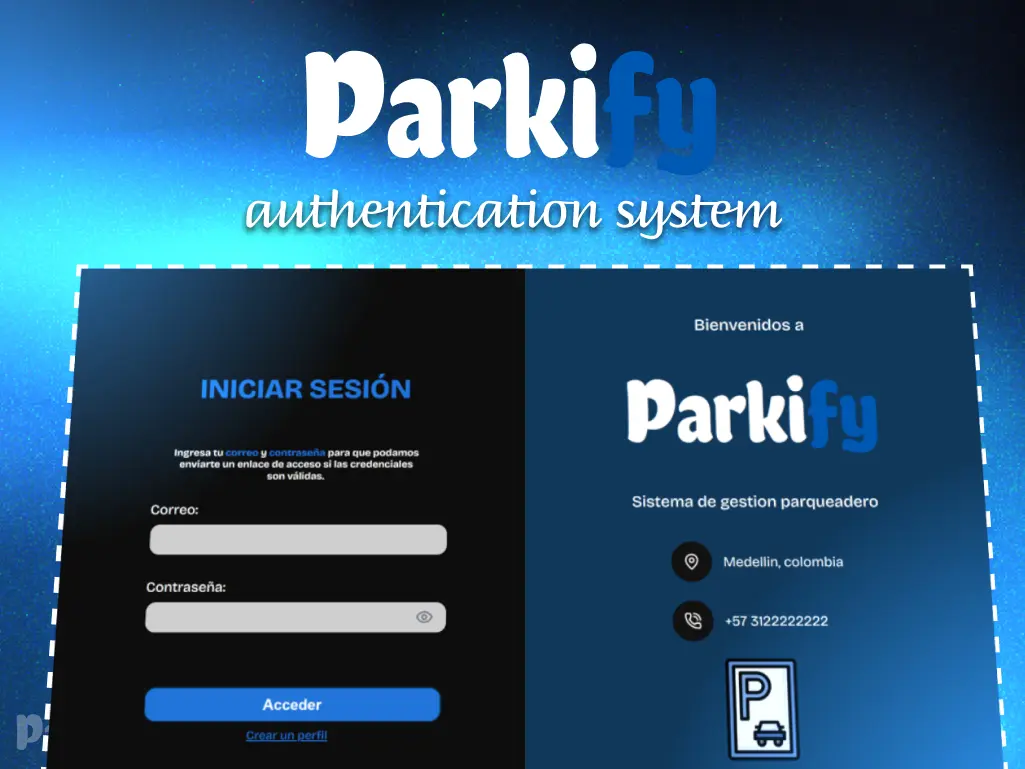 Parkify
authentication system
INICIAR SESIÓN
Ingresa tu correo y contraseña para que podamos
enviarte un enlace de acceso si las credenciales
son válidas.
Correo:
Contraseña:
Acceder
Crear un perfil
Bienvenidos a
Parkify
Sistema de gestion parqueadero
Medellin, colombia
+57 3122222222
P